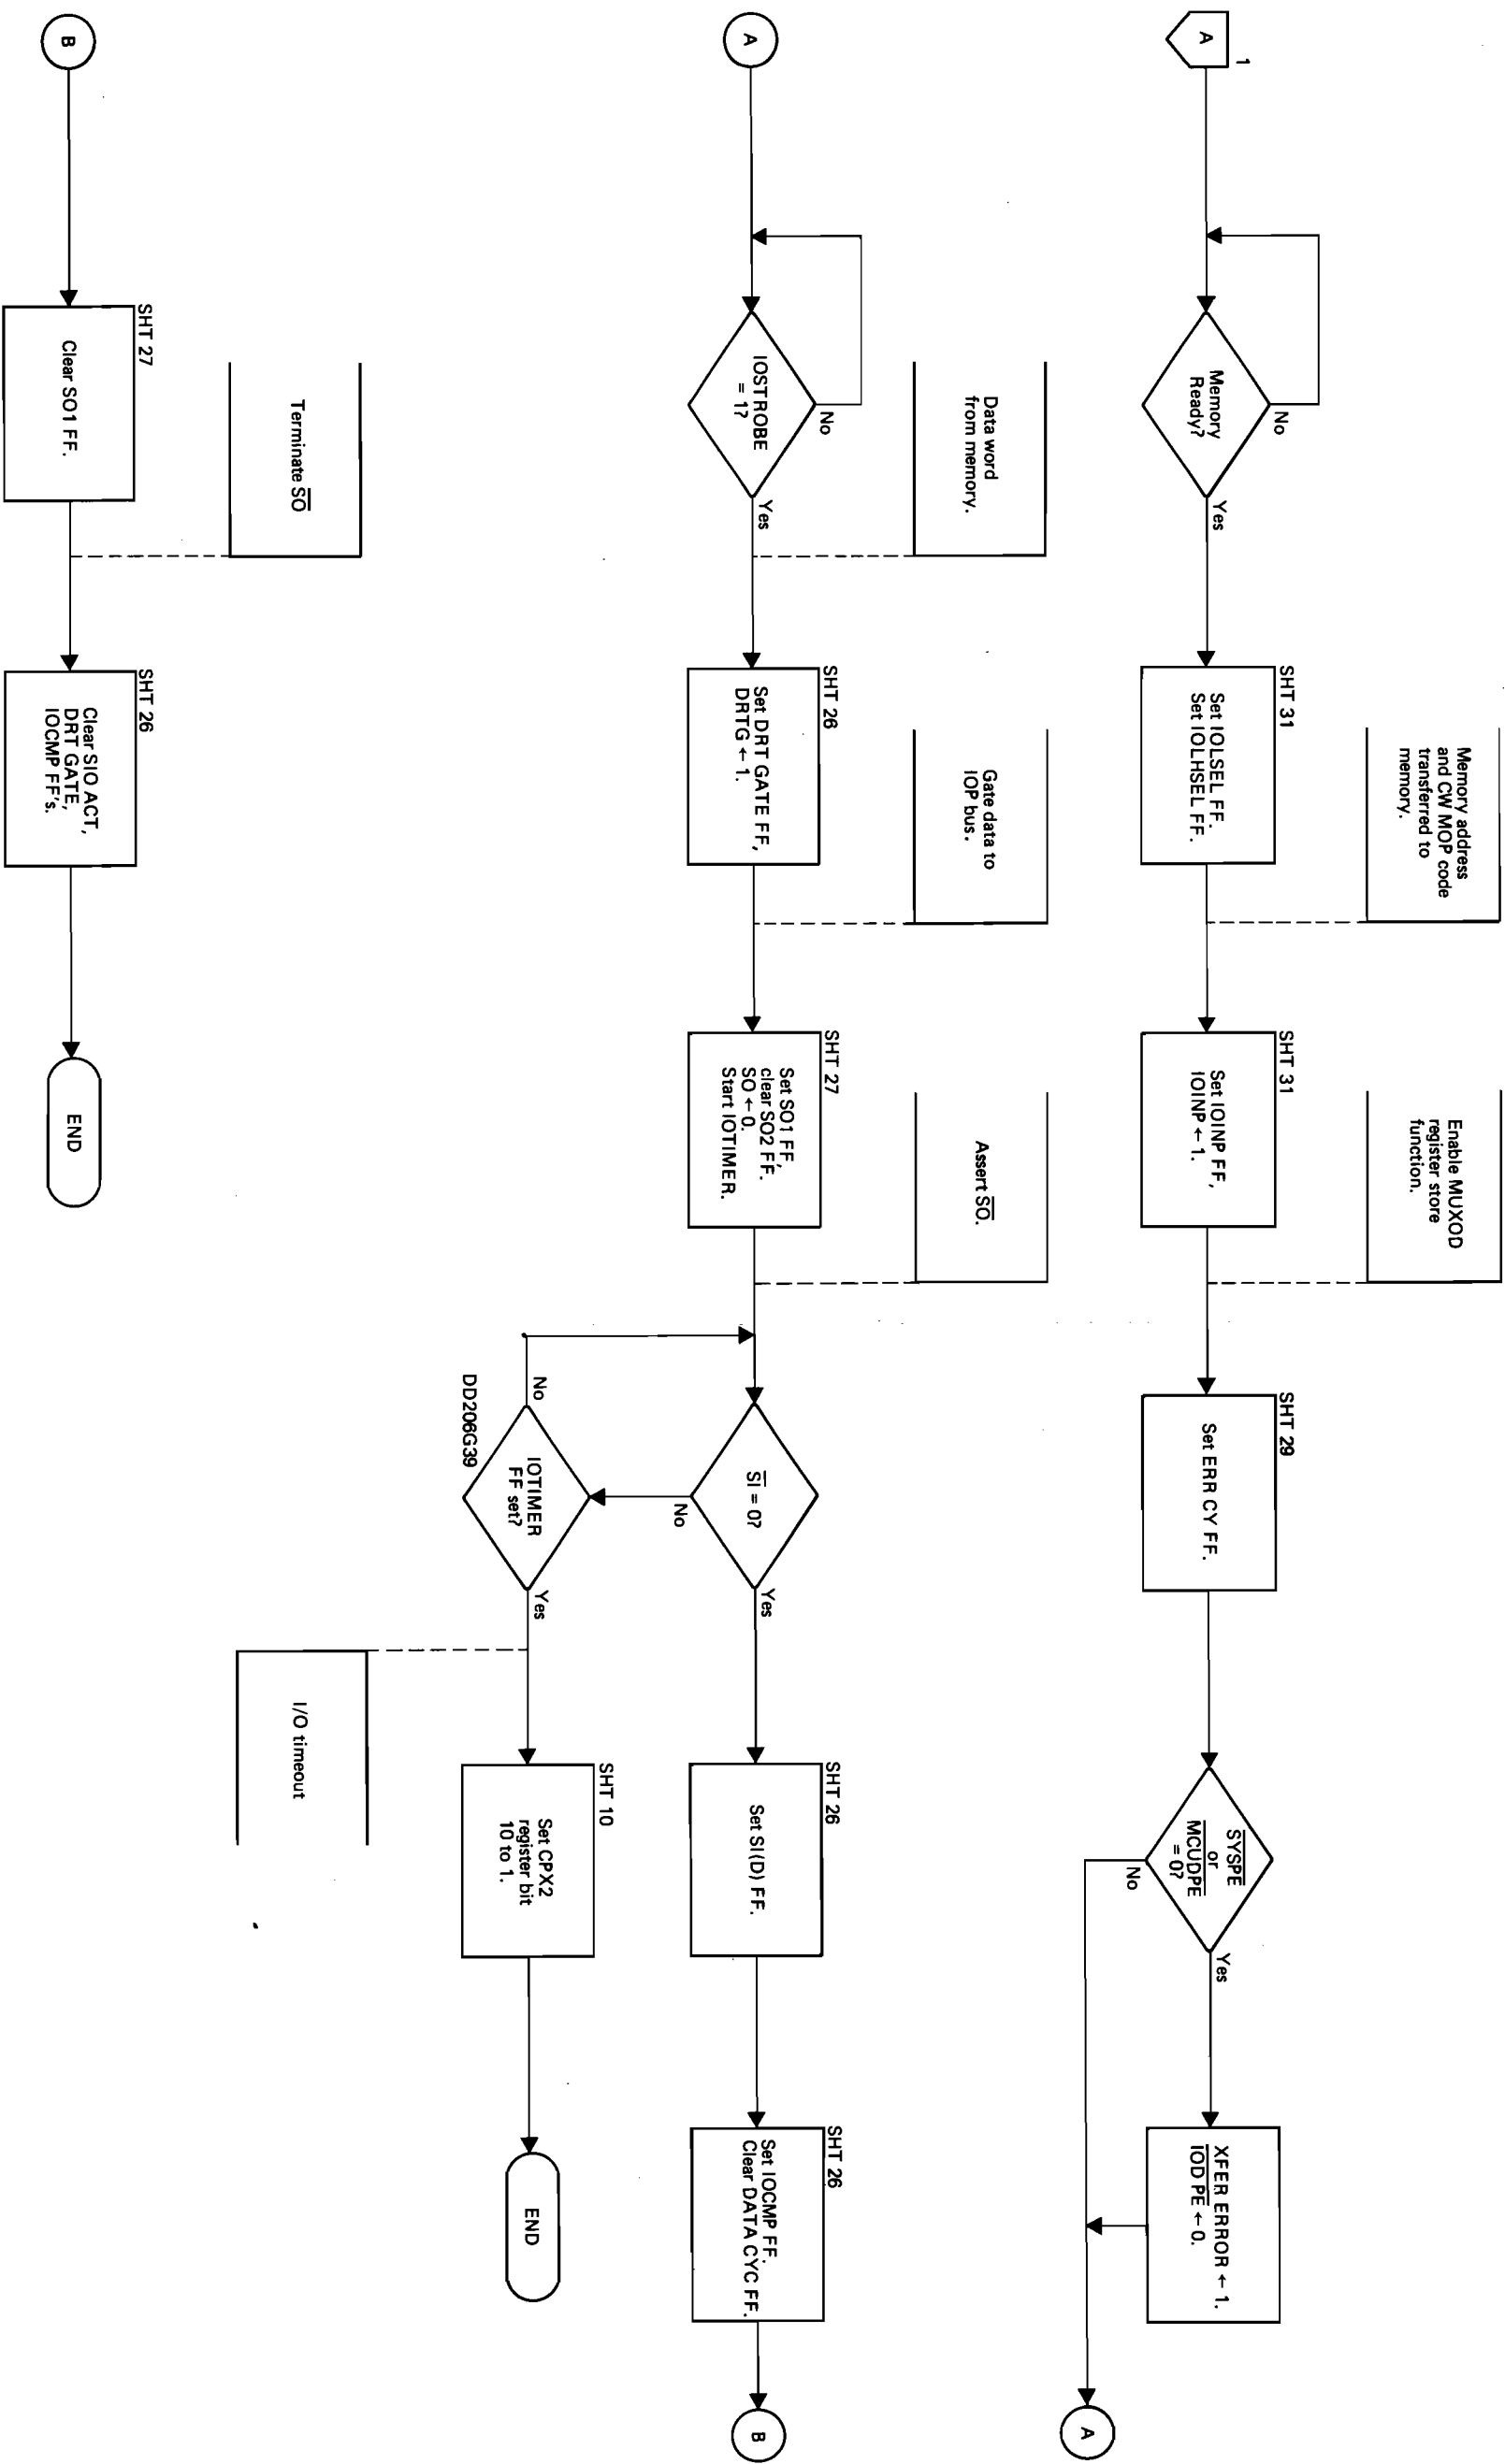 A
1
Memory
Ready?
No
Yes
SHT 31
Set IOLSEL FF.
Set IOLHSEL FF.
Memory address
and CW MOP code
transferred to
memory.
SHT 31
Set IOINP FF,
IOINP ← 1.
Enable MUXOD
register store
function.
SHT 29
Set ERR CY FF.
SYSPE
or
MCUDPE
= 0?
No
Yes
XFER ERROR ← 1.
IOD PE ← 0.
A
A
IOSTROBE
= 1?
No
Yes
Data word
from memory.
SHT 26
Set DRT GATE FF,
DRTG ← 1.
Gate data to
IOP bus.
SHT 27
Set SO1 FF,
clear SO2 FF.
SO ← 0.
Start IOTIMER.
Assert SO.
SI = 0?
No
Yes
SHT 26
Set SI(D) FF.
SHT 26
Set IOCMP FF.
Clear DATA CYC FF.
B
IOTIMER
FF set?
No
Yes
DD206G39
SHT 10
Set CPX2
register bit
10 to 1.
I/O timeout
END
B
SHT 27
Clear SO1 FF.
Terminate SO
SHT 26
Clear SIO ACT,
DRT GATE,
IOCMP FF's.
END